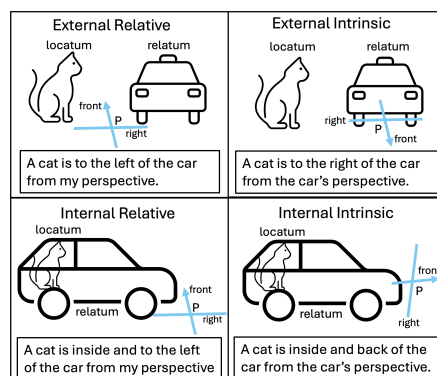 External Relative
locatum
relatum
front
P
right
A cat is to the left of the car
from my perspective.
External Intrinsic
locatum
relatum
right
P
front
A cat is to the right of the car
from the car's perspective.
Internal Relative
locatum
relatum
front
P
right
A cat is inside and to the left
of the car from my perspective
Internal Intrinsic
locatum
relatum
front
P
right
A cat is inside and back of the
car from the car's perspective.